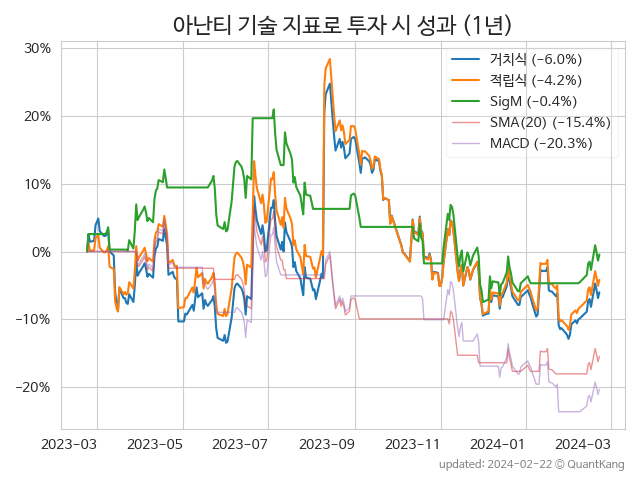 아난티 기술 지표로 투자 시 성과 (1년)
거치식 (−6.0%)
적립식 (−4.2%)
SigM (−0.4%)
SMA(20) (−15.4%)
MACD (−20.3%)
30%
20%
10%
0%
−10%
−20%
2023-03 2023-05 2023-07 2023-09 2023-11 2024-01 2024-03
updated: 2024-02-22 © QuantKang